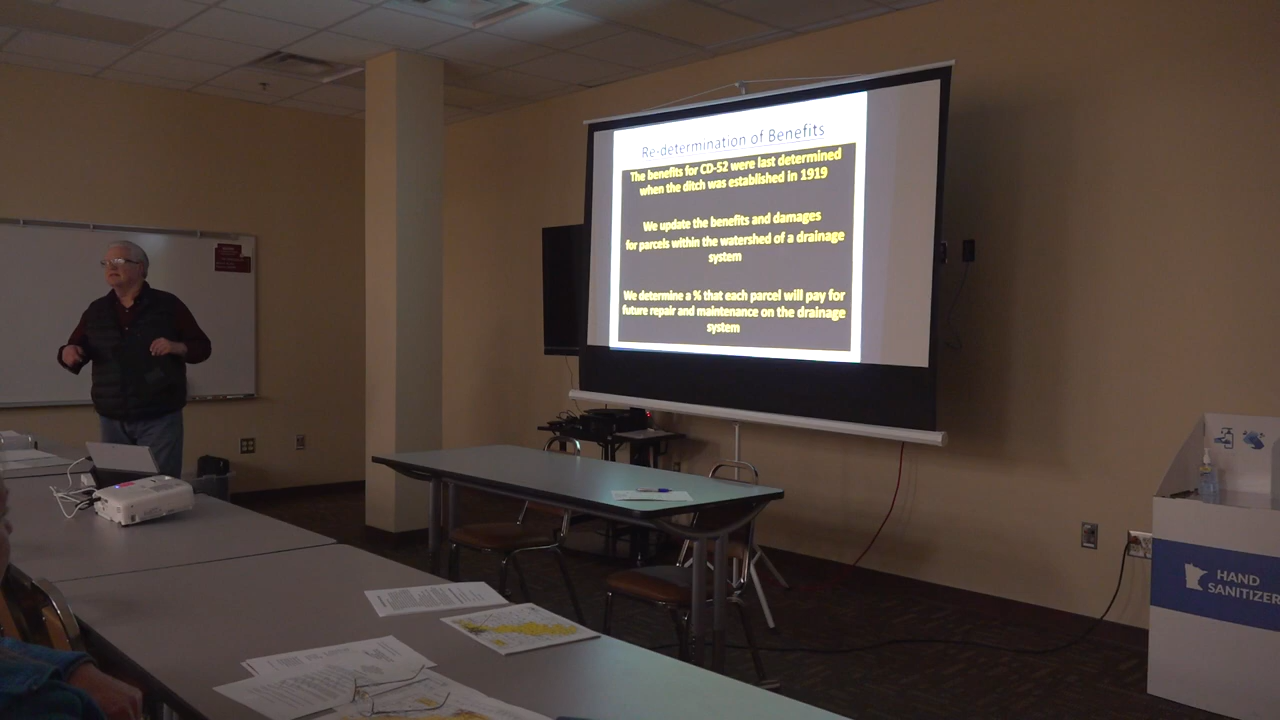 Re-determination of Benefits
The benefits for CD-52 were last determined
when the ditch was established in 1919
We update the benefits and damages
for parcels within the watershed of a drainage
system
We determine a % that each parcel will pay for
future repair and maintenance on the drainage
system
HAND
SANITIZER